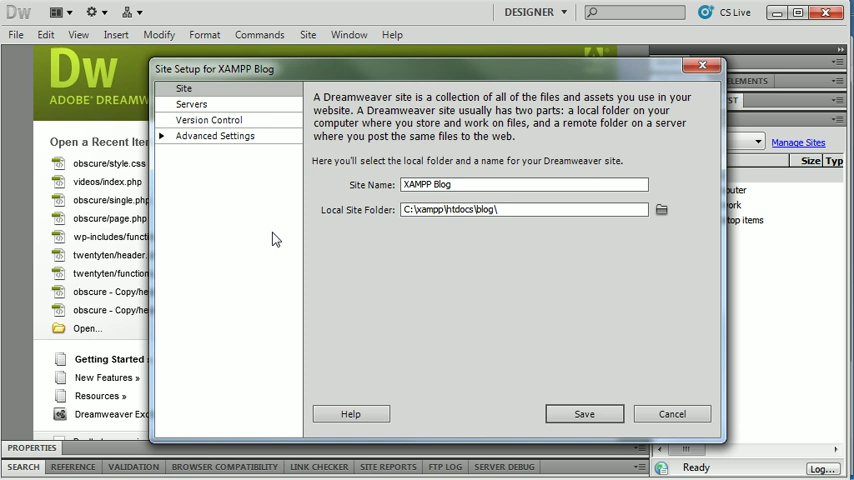 Dw
DESIGNER
CS Live
File Edit View Insert Modify Format Commands Site Window Help
Dw
ADOBE® DREAMW
Open a Recent Item
obscure/style.css
videos/index.php
obscure/single.php
obscure/page.php
wp-includes/functi
twentyten/header.
twentyten/function
obscure - Copy/he
obscure - Copy/he
Open...
Getting Started
New Features »
Resources »
Dreamweaver Exc
Site Setup for XAMPP Blog
Site
Servers
Version Control
Advanced Settings
A Dreamweaver site is a collection of all of the files and assets you use in your
website. A Dreamweaver site usually has two parts: a local folder on your
computer where you store and work on files, and a remote folder on a server
where you post the same files to the web.
Here you'll select the local folder and a name for your Dreamweaver site.
Site Name: XAMPP Blog
Local Site Folder: C:\xampp\htdocs\blog\
Help
Save
Cancel
ELEMENTS
ST
Manage Sites
Size Typ
puter
ork
top items
PROPERTIES
SEARCH REFERENCE VALIDATION BROWSER COMPATIBILITY LINK CHECKER SITE REPORTS FTP LOG SERVER DEBUG
Ready
Log...